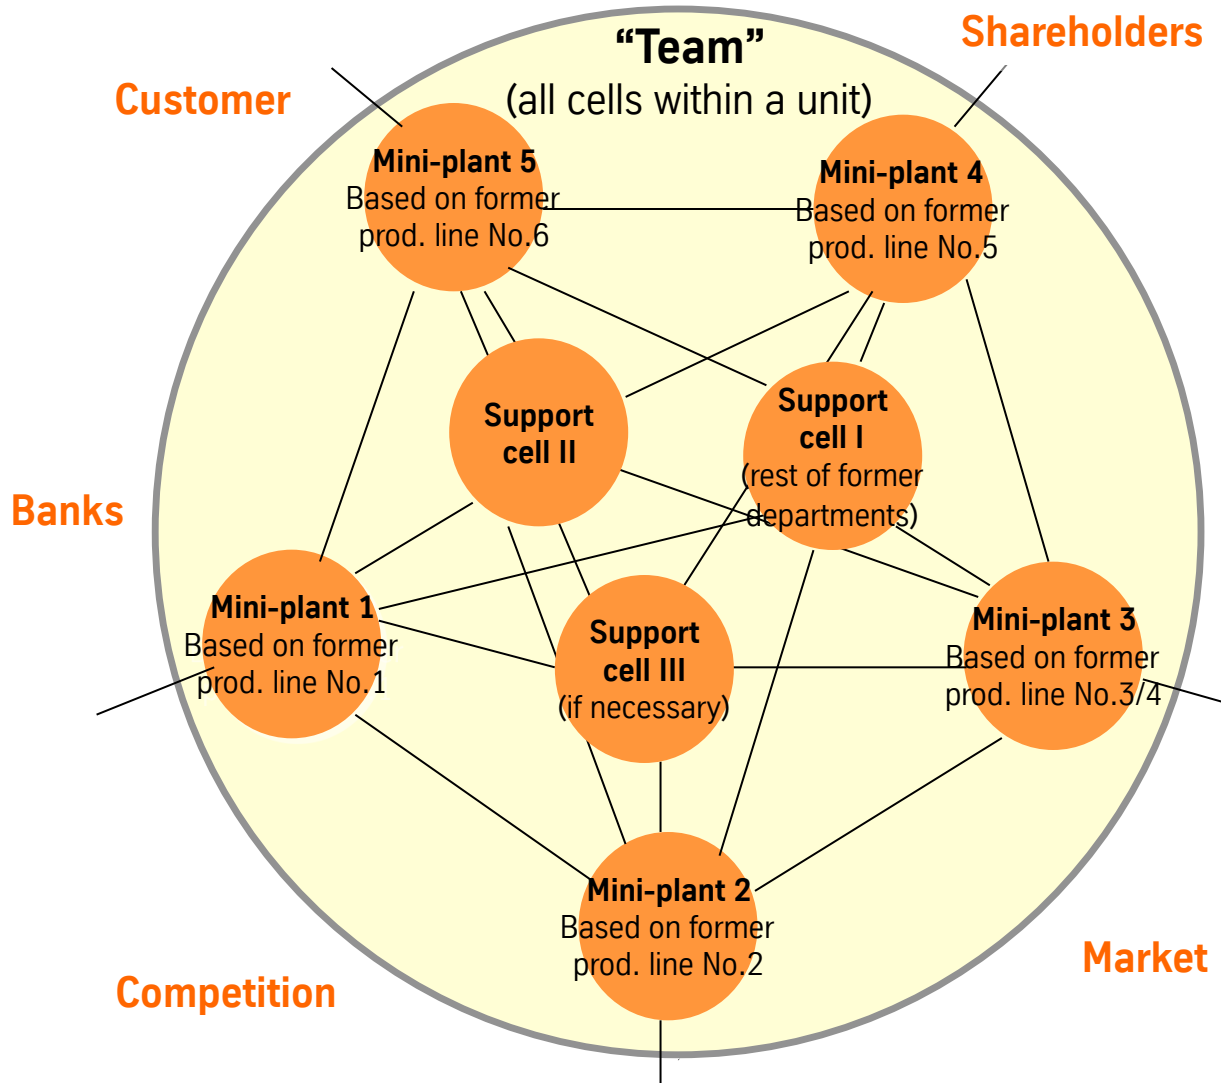 Shareholders
“Team”
(all cells within a unit)
Customer
Mini-plant 5
Based on former
prod. line No.6
Mini-plant 4
Based on former
prod. line No.5
Support
cell II
Support
cell I
(rest of former
departments)
Banks
Mini-plant 1
Based on former
prod. line No.1
Support
cell III
(if necessary)
Mini-plant 3
Based on former
prod. line No.3/4
Mini-plant 2
Based on former
prod. line No.2
Market
Competition